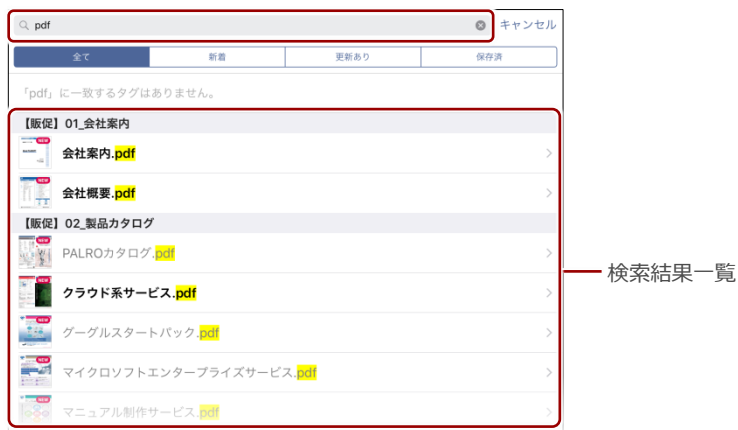 pdf
キャンセル
全て
新着
更新あり
保存済
「pdf」に一致するタグはありません。
【販促】01_会社案内
NEW
会社案内.pdf
NEW
会社概要.pdf
【販促】02_製品カタログ
NEW
PALROカタログ.pdf
NEW
クラウド系サービス.pdf
NEW
グーグルスタートパック.pdf
NEW
マイクロソフトエンタープライズサービス.pdf
NEW
マニュアル制作サービス.pdf
検索結果一覧